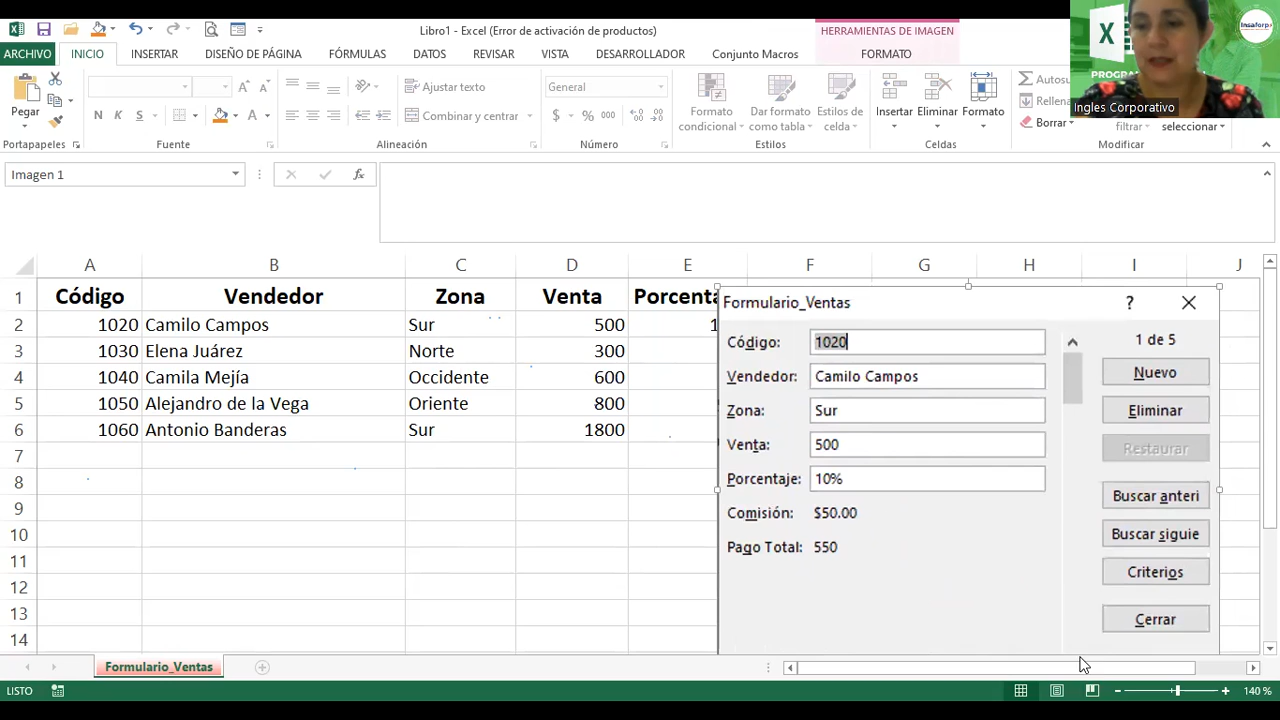 Libro1 - Excel (Error de activación de productos)
HERRAMIENTAS DE IMAGEN
Insaforp
ARCHIVO INICIO INSERTAR DISEÑO DE PÁGINA FÓRMULAS DATOS REVISAR VISTA DESARROLLADOR Conjunto Macros FORMATO
PROGRAM
Ingles Corporativo
Pegar
N K S
Ajustar texto
Combinar y centrar
General
$ % 000
Formato condicional
Dar formato como tabla
Estilos de celda
Insertar Eliminar Formato
Autosu
Rellena
Borrar
filtrar
seleccionar
Portapapeles Fuente Alineación Número Estilos Celdas Modificar
Imagen 1
fx
A B C D E F G H I J
1 Código Vendedor Zona Venta Porcenta
2 1020 Camilo Campos Sur 500 1
3 1030 Elena Juárez Norte 300
4 1040 Camila Mejía Occidente 600
5 1050 Alejandro de la Vega Oriente 800
6 1060 Antonio Banderas Sur 1800
7
8
9
10
11
12
13
14
Formulario_Ventas ?
Código: 1020
Vendedor: Camilo Campos
Zona: Sur
Venta: 500
Porcentaje: 10%
Comisión: $50.00
Pago Total: 550
1 de 5
Nuevo
Eliminar
Restaurar
Buscar anteri
Buscar siguie
Criterios
Cerrar
Formulario_Ventas
LISTO
140 %